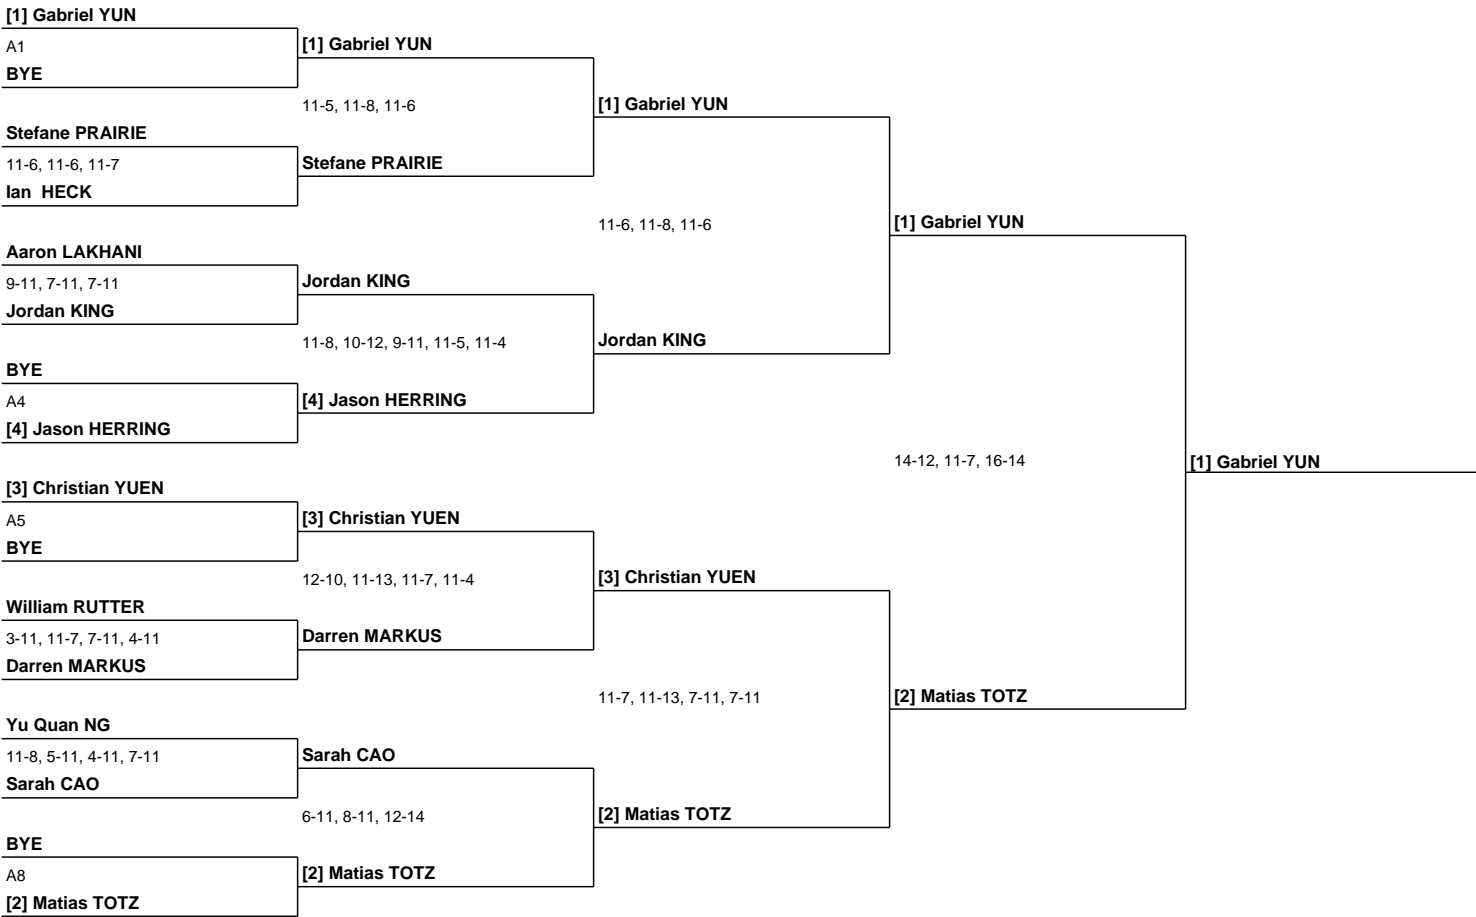 [1] Gabriel YUN
A1
BYE
Stefane PRAIRIE
11-6, 11-6, 11-7
Ian  HECK
Aaron LAKHANI
9-11, 7-11, 7-11
Jordan KING
BYE
A4
[4] Jason HERRING
[3] Christian YUEN
A5
BYE
William RUTTER
3-11, 11-7, 7-11, 4-11
Darren MARKUS
Yu Quan NG
11-8, 5-11, 4-11, 7-11
Sarah CAO
BYE
A8
[2] Matias TOTZ
[1] Gabriel YUN
11-5, 11-8, 11-6
Stefane PRAIRIE
Jordan KING
11-8, 10-12, 9-11, 11-5, 11-4
[4] Jason HERRING
[3] Christian YUEN
12-10, 11-13, 11-7, 11-4
Darren MARKUS
Sarah CAO
6-11, 8-11, 12-14
[2] Matias TOTZ
[1] Gabriel YUN
11-6, 11-8, 11-6
Jordan KING
[3] Christian YUEN
11-7, 11-13, 7-11, 7-11
[2] Matias TOTZ
[1] Gabriel YUN
14-12, 11-7, 16-14
[2] Matias TOTZ
[1] Gabriel YUN